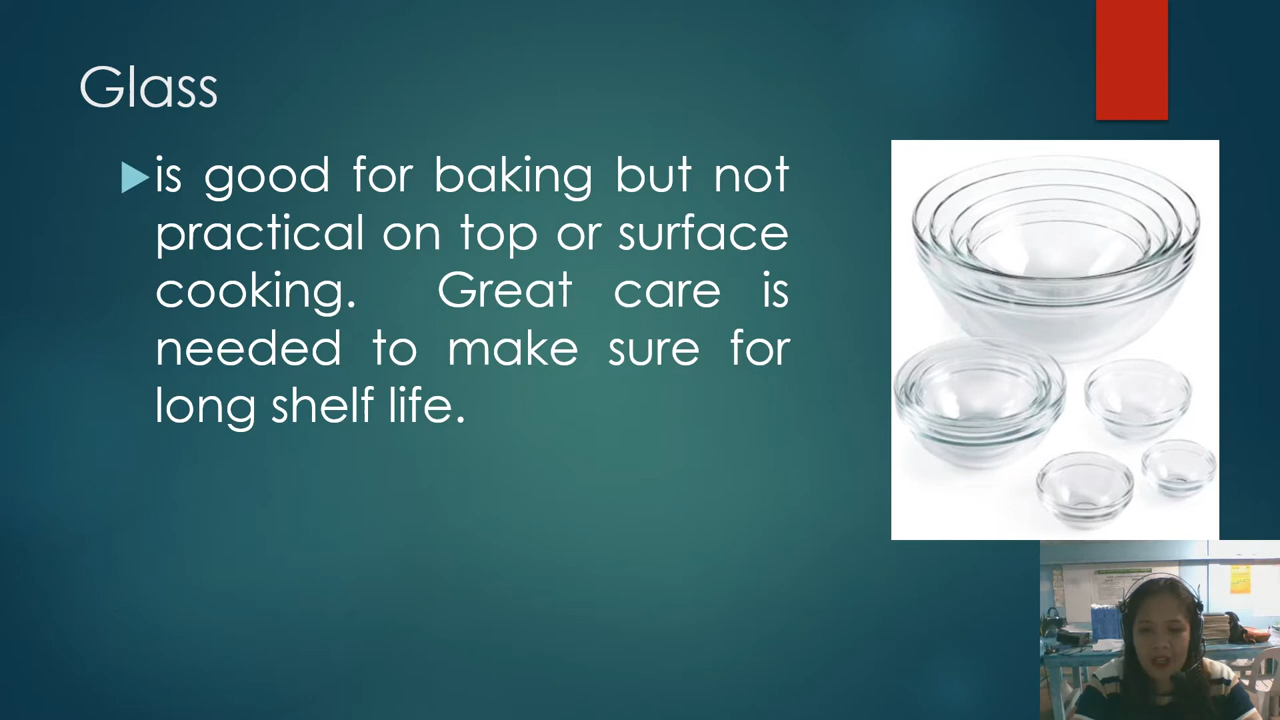 Glass
is good for baking but not
practical on top or surface
cooking. Great care is
needed to make sure for
long shelf life.